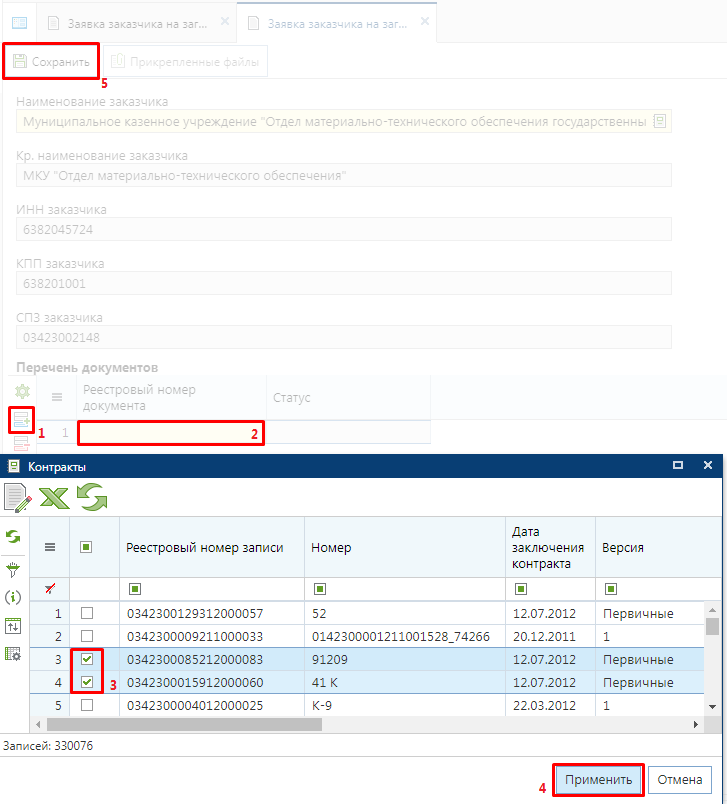 Заявка заказчика на заг...
Заявка заказчика на заг...
Сохранить
Прикрепленные файлы
5
Наименование заказчика
Муниципальное казенное учреждение "Отдел материально-технического обеспечения государственны
Кр. наименование заказчика
МКУ "Отдел материально-технического обеспечения"
ИНН заказчика
6382045724
КПП заказчика
638201001
СПЗ заказчика
03423002148
Перечень документов
Реестровый номер
документа
Статус
1
1
2
Контракты
Реестровый номер записи
Номер
Дата
заключения
контракта
Версия
1 0342300129312000057 52 12.07.2012 Первичные
2 0342300009211000033 0142300001211001528_74266 20.12.2011 1
3 0342300085212000083 91209 12.07.2012 Первичные
4 0342300015912000060 41 К 12.07.2012 Первичные
3
5 0342300004012000025 К-9 22.03.2012 1
Записей: 330076
4
Применить
Отмена